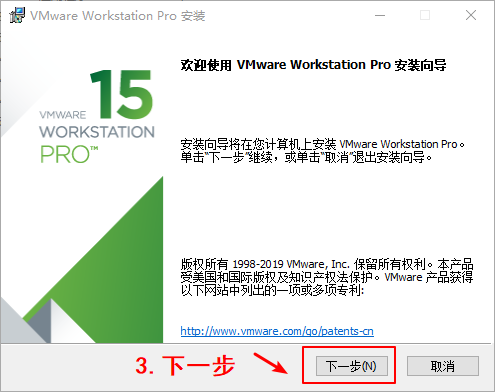 VMware Workstation Pro 安装
VMWARE 15
WORKSTATION
PRO™
欢迎使用 VMware Workstation Pro 安装向导
安装向导将在您计算机上安装 VMware Workstation Pro。
单击“下一步”继续，或单击“取消”退出安装向导。
版权所有 1998-2019 VMware, Inc. 保留所有权利。本产品
受美国和国际版权及知识产权法保护。VMware 产品获得
以下网站中列出的一项或多项专利:
http://www.vmware.com/go/patents-cn
3. 下一步
下一步(N)
取消